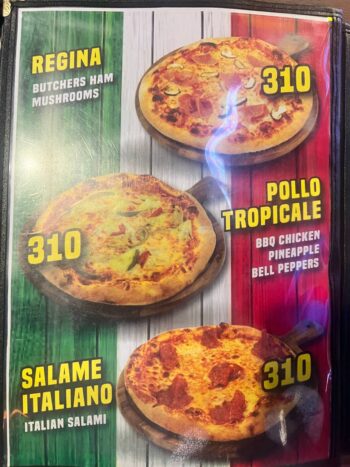 REGINA
BUTCHERS HAM
MUSHROOMS
310
POLLO
TROPICALE
BBQ CHICKEN
PINEAPPLE
BELL PEPPERS
310
SALAME
ITALIANO
ITALIAN SALAMI
310